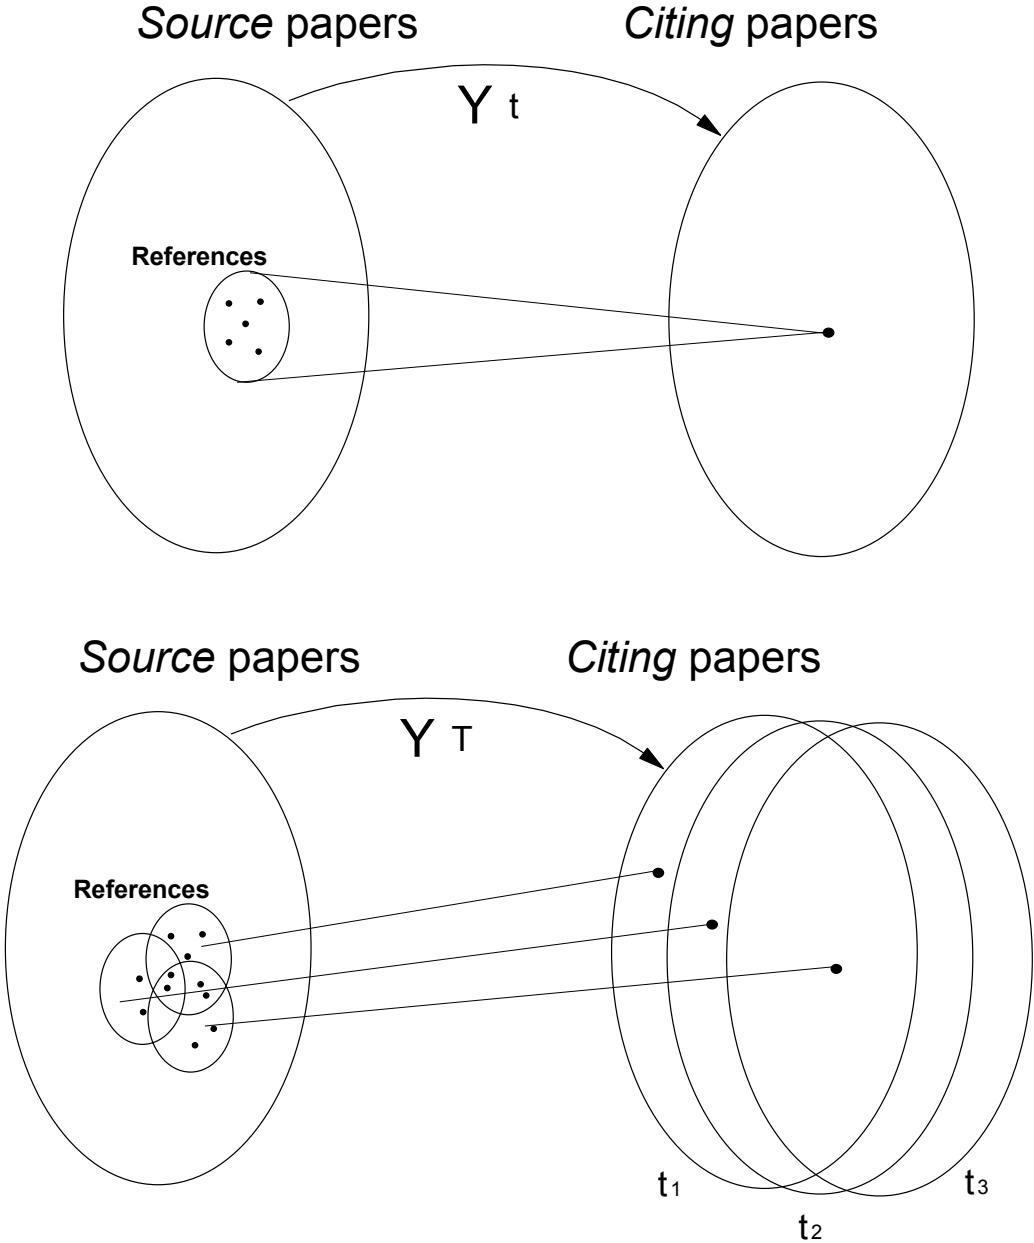 Source papers Citing papers
Y t
References
Source papers Citing papers
Y T
References
t1 t3
t2